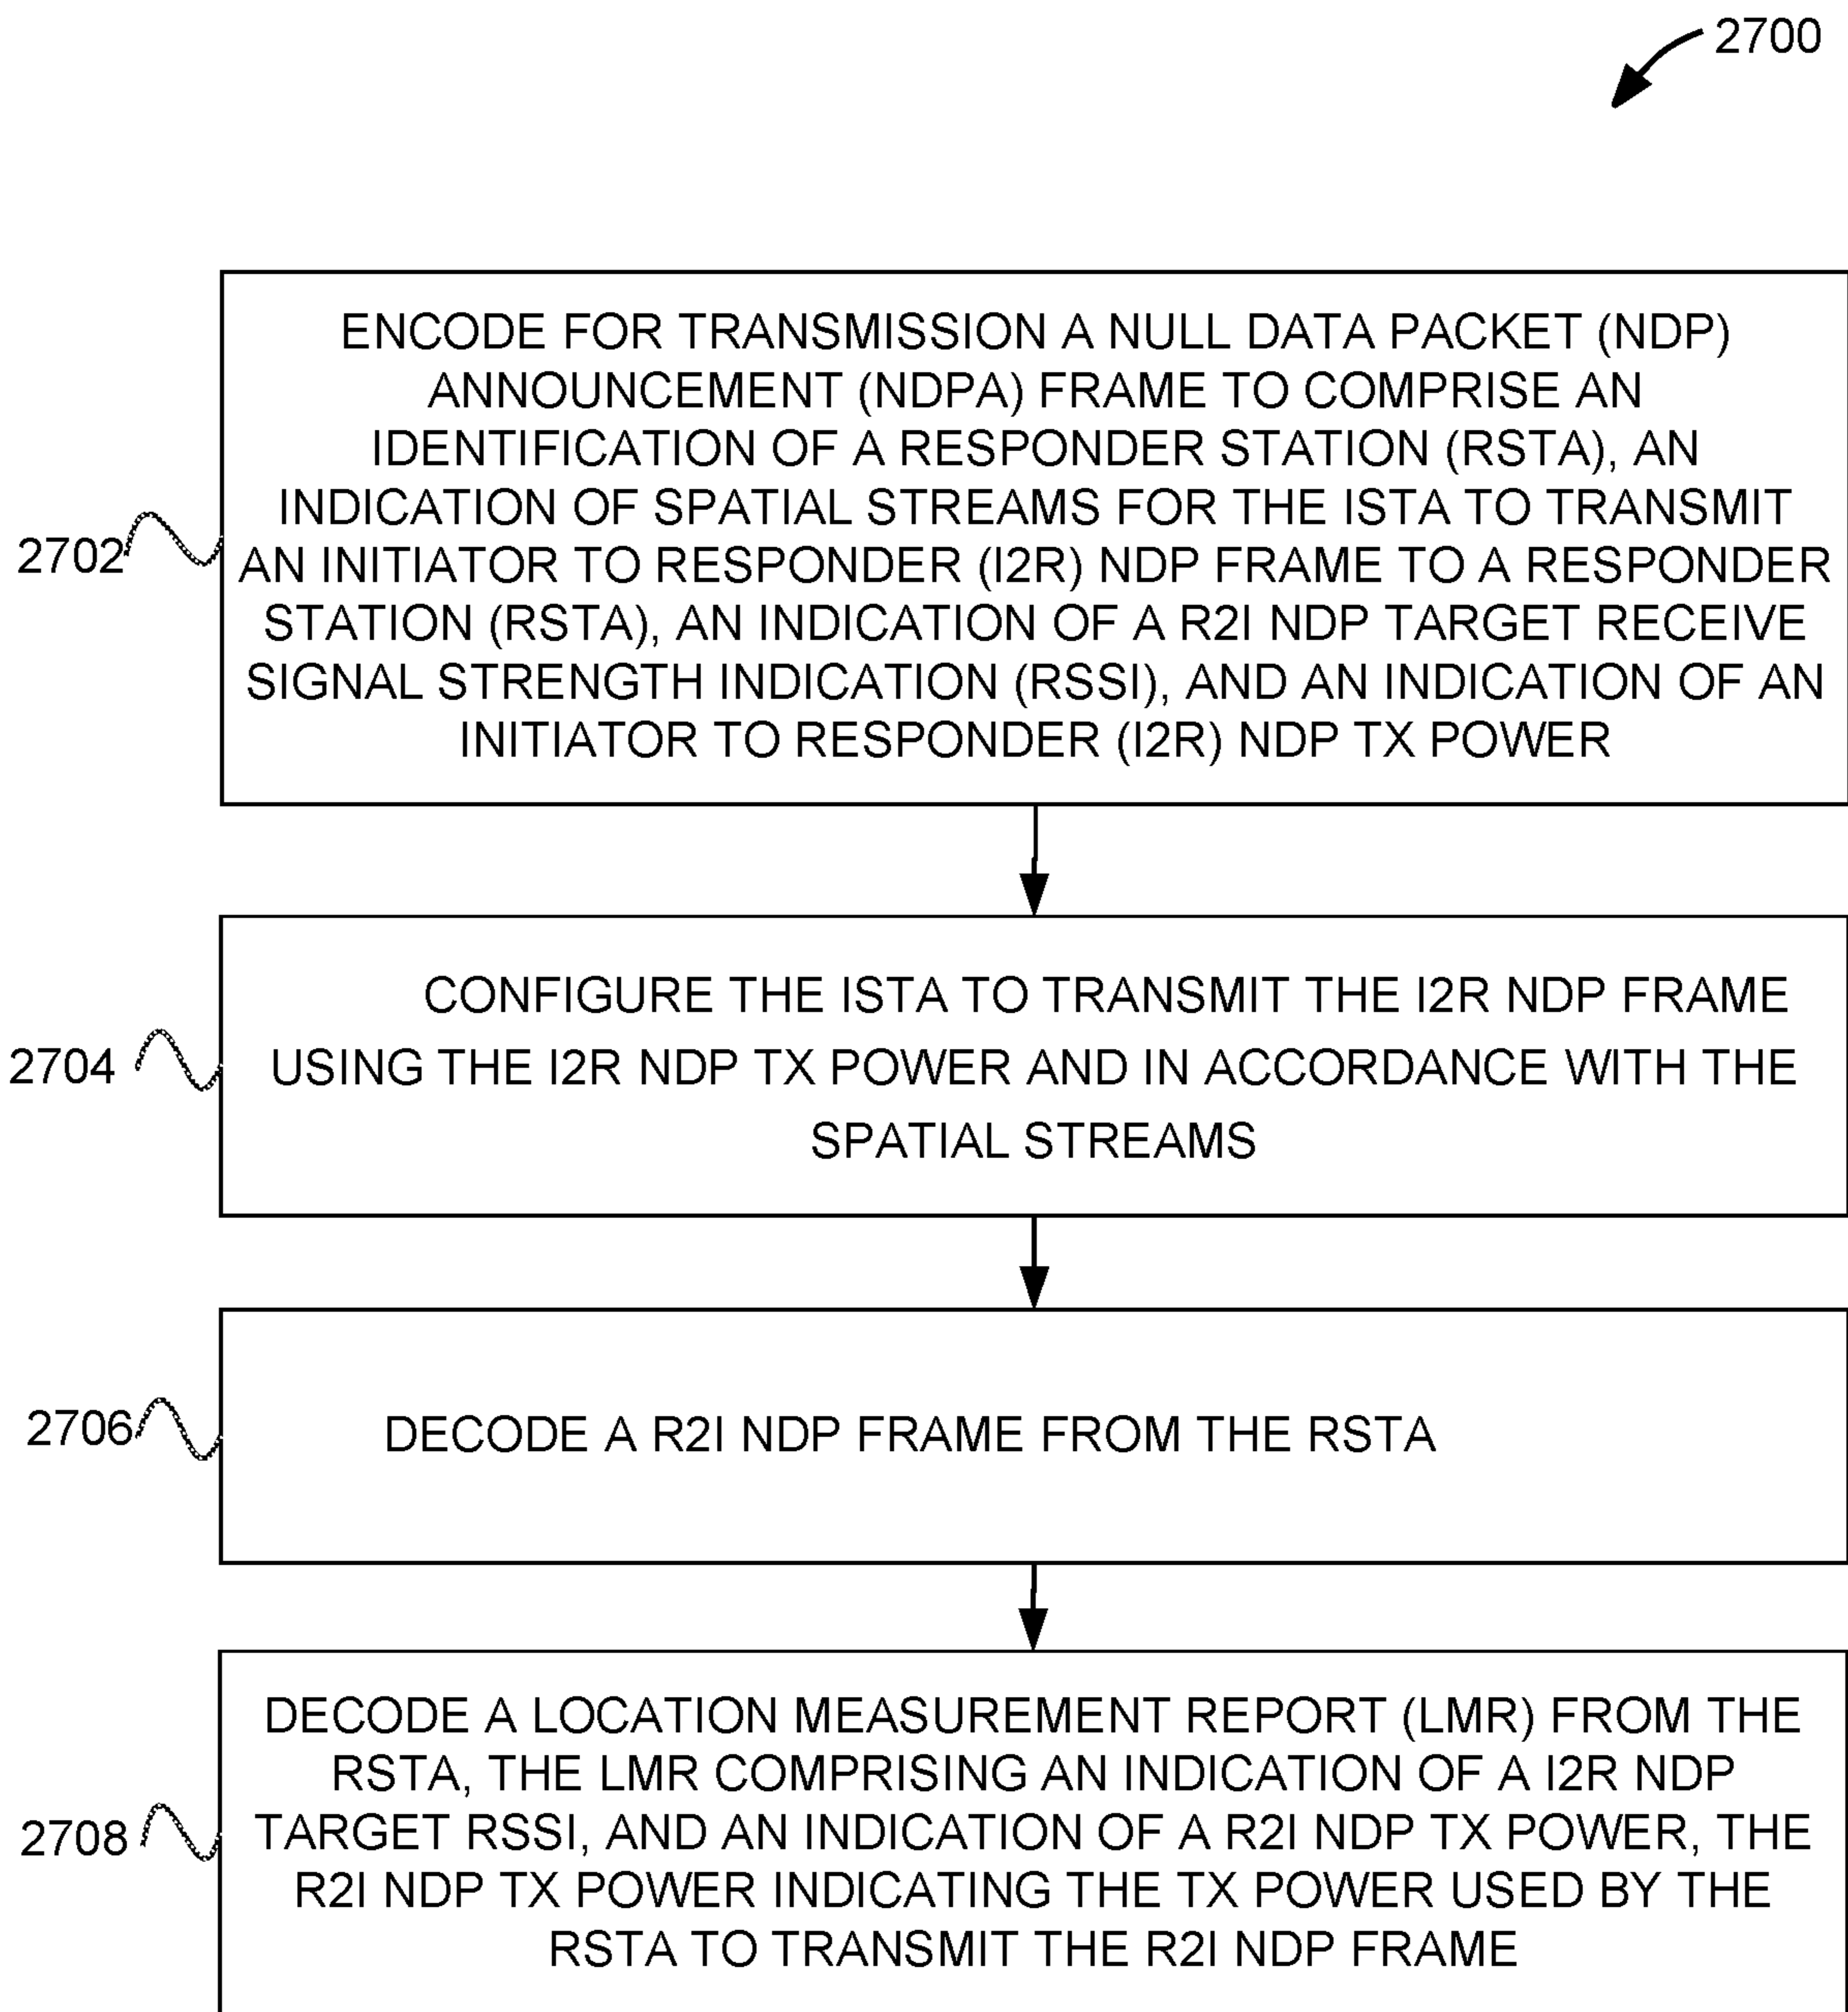 2700
ENCODE FOR TRANSMISSION A NULL DATA PACKET (NDP)
ANNOUNCEMENT (NDPA) FRAME TO COMPRISE AN
IDENTIFICATION OF A RESPONDER STATION (RSTA), AN
INDICATION OF SPATIAL STREAMS FOR THE ISTA TO TRANSMIT
AN INITIATOR TO RESPONDER (I2R) NDP FRAME TO A RESPONDER
STATION (RSTA), AN INDICATION OF A R2I NDP TARGET RECEIVE
SIGNAL STRENGTH INDICATION (RSSI), AND AN INDICATION OF AN
INITIATOR TO RESPONDER (I2R) NDP TX POWER
2702
CONFIGURE THE ISTA TO TRANSMIT THE I2R NDP FRAME
USING THE I2R NDP TX POWER AND IN ACCORDANCE WITH THE
SPATIAL STREAMS
2704
DECODE A R2I NDP FRAME FROM THE RSTA
2706
DECODE A LOCATION MEASUREMENT REPORT (LMR) FROM THE
RSTA, THE LMR COMPRISING AN INDICATION OF A I2R NDP
TARGET RSSI, AND AN INDICATION OF A R2I NDP TX POWER, THE
R2I NDP TX POWER INDICATING THE TX POWER USED BY THE
RSTA TO TRANSMIT THE R2I NDP FRAME
2708